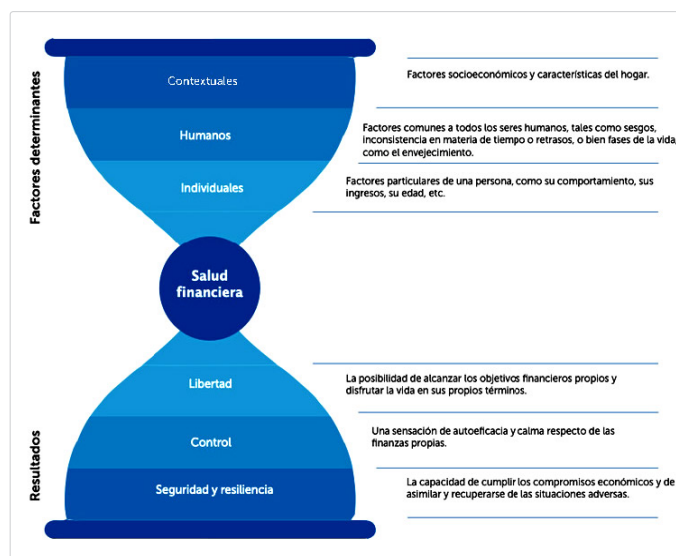 Factores determinantes
Contextuales
Factores socioeconómicos y características del hogar.
Humanos
Factores comunes a todos los seres humanos, tales como sesgos,
inconsistencia en materia de tiempo o retrasos, o bien fases de la vida,
como el envejecimiento.
Individuales
Factores particulares de una persona, como su comportamiento, sus
ingresos, su edad, etc.
Salud
financiera
Resultados
Libertad
La posibilidad de alcanzar los objetivos financieros propios y
disfrutar la vida en sus propios términos.
Control
Una sensación de autoeficacia y calma respecto de las
finanzas propias.
Seguridad y resiliencia
La capacidad de cumplir los compromisos económicos y de
asimilar y recuperarse de las situaciones adversas.